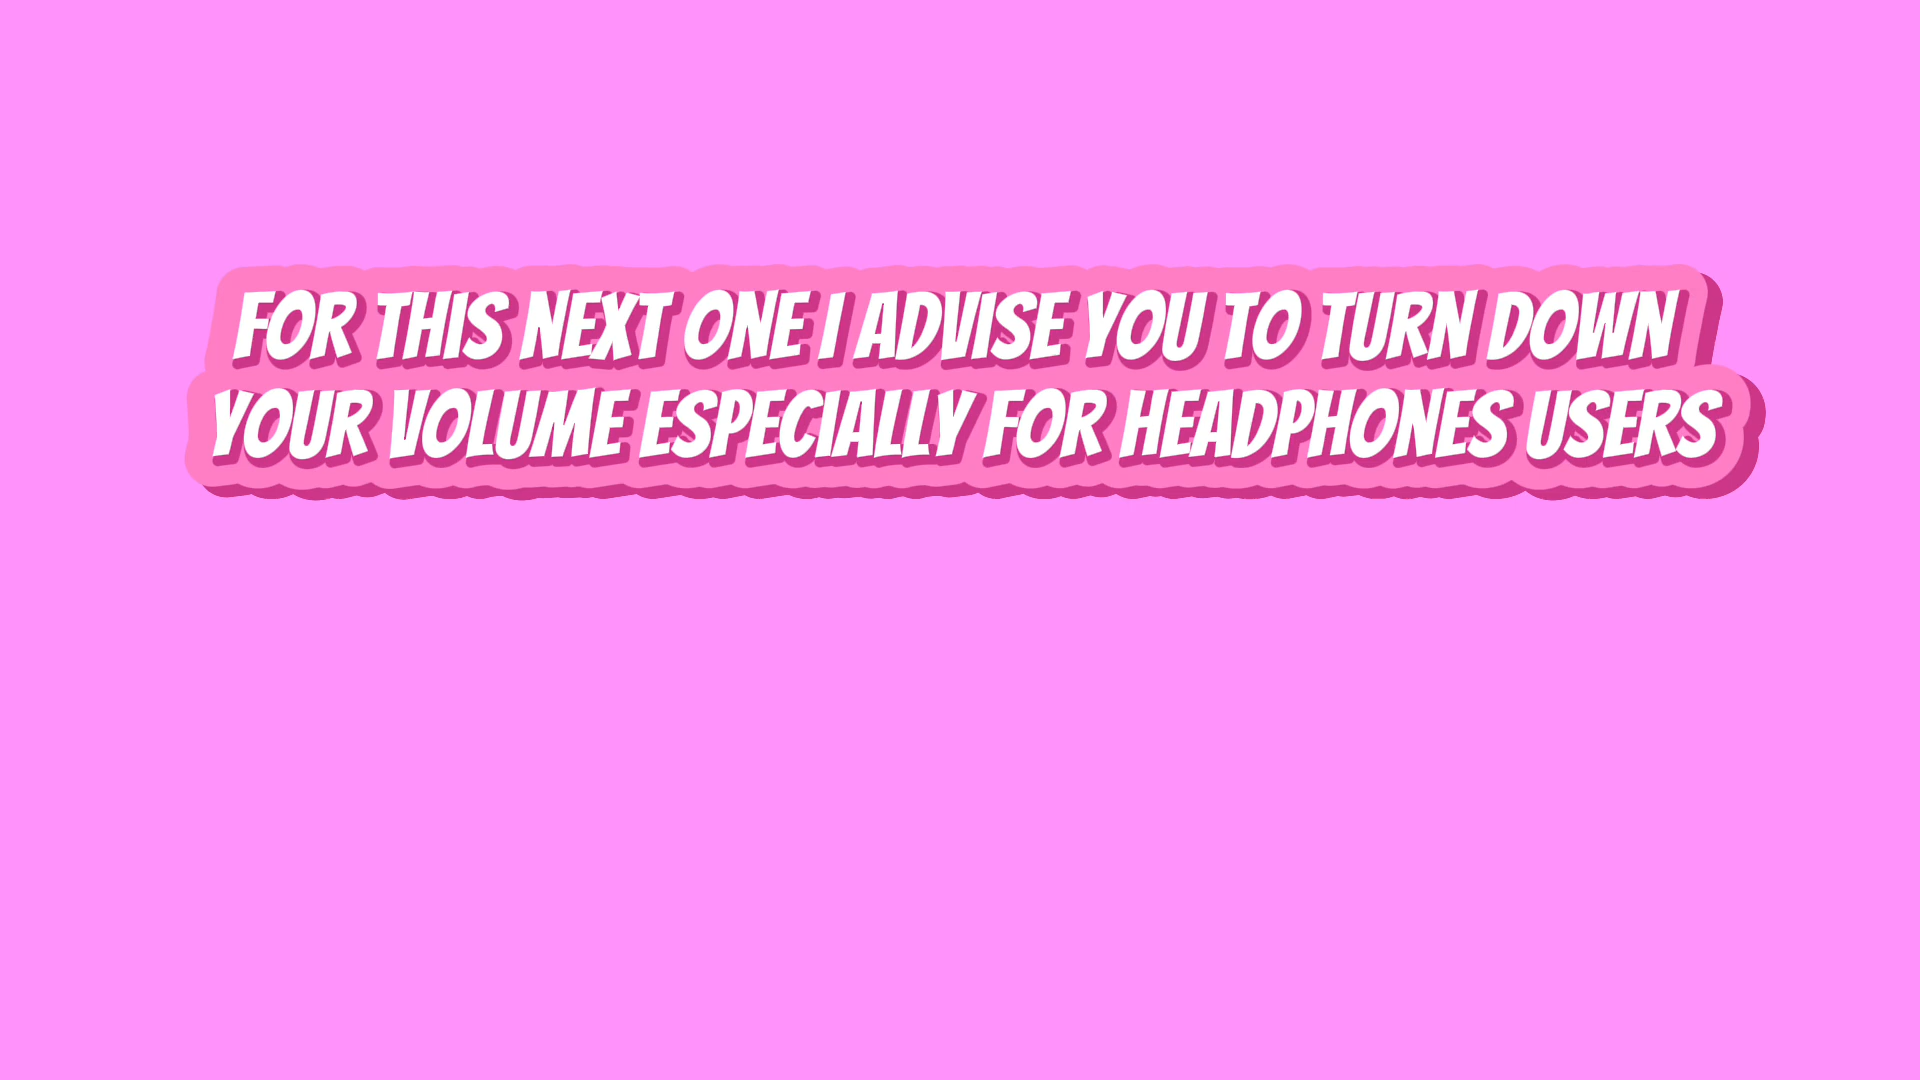 FOR THIS NEXT ONE I ADVISE YOU TO TURN DOWN
YOUR VOLUME ESPECIALLY FOR HEADPHONES USERS